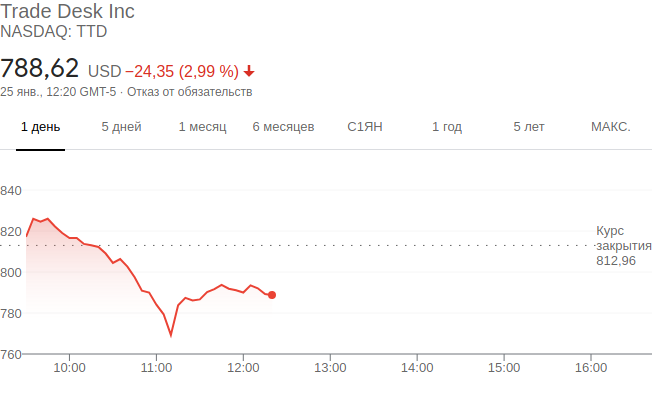 Trade Desk Inc
NASDAQ: TTD
788,62 USD −24,35 (2,99 %)
25 янв., 12:20 GMT-5 · Отказ от обязательств
1 день 5 дней 1 месяц 6 месяцев С1ЯН 1 год 5 лет МАКС.
840
820
Курс
закрытия
812,96
800
780
760
10:00 11:00 12:00 13:00 14:00 15:00 16:00